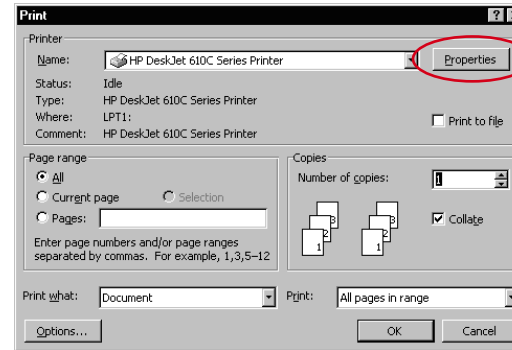 Print
Printer
Name: HP DeskJet 610C Series Printer Properties
Status: Idle
Type: HP DeskJet 610C Series Printer
Where: LPT1:
Comment: HP DeskJet 610C Series Printer
Print to file
Page range
All
Current page Selection
Pages:
Enter page numbers and/or page ranges
separated by commas. For example, 1,3,5–12
Copies
Number of copies: 1
3 3
2 2
1 1
Collate
Print what: Document Print: All pages in range
Options... OK Cancel